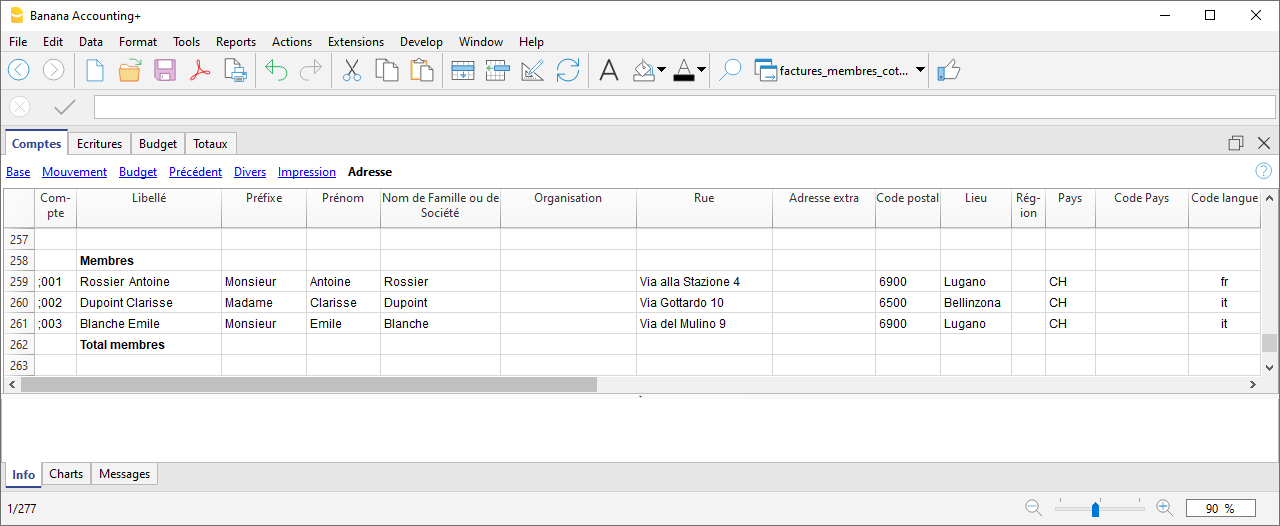 Banana Accounting+
File Edit Data Format Tools Reports Actions Extensions Develop Window Help
A A factures_membres_cot...
Comptes Ecritures Budget Totaux
Base Mouvement Budget Précédent Divers Impression Adresse ?
Com-
pte Libellé Préfixe Prénom Nom de Famille ou de
Société Organisation Rue Adresse extra Code postal Lieu Rég-
ion Pays Code Pays Code langue
257
258 Membres
259 ;001 Rossier Antoine Monsieur Antoine Rossier Via alla Stazione 4 6900 Lugano CH fr
260 ;002 Dupoint Clarisse Madame Clarisse Dupoint Via Gottardo 10 6500 Bellinzona CH it
261 ;003 Blanche Emile Monsieur Emile Blanche Via del Mulino 9 6900 Lugano CH it
262 Total membres
263
Info Charts Messages
1/277 90 %